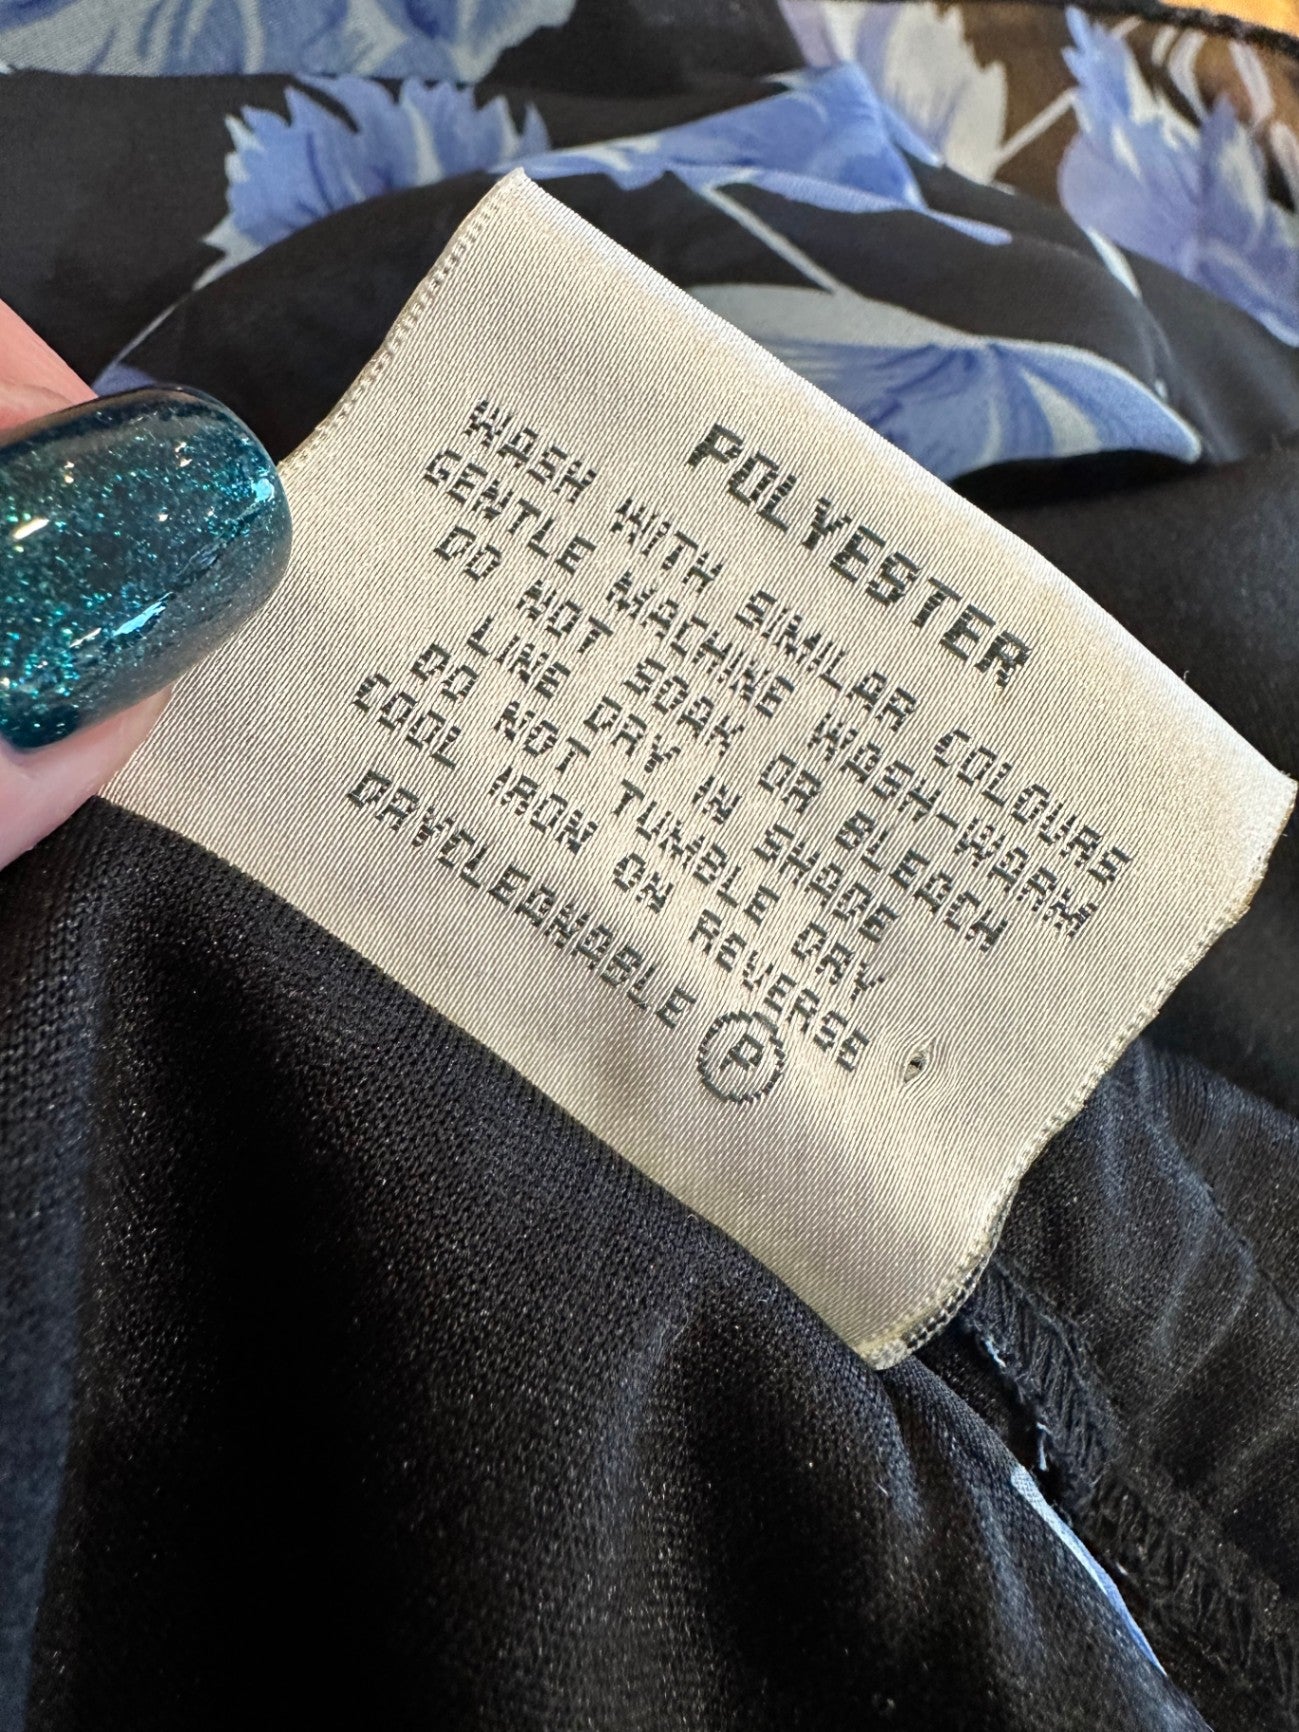 POLYESTER
WASH WITH SIMILAR COLOURS
GENTLE MACHINE WASH-WARM
DO NOT SOAK OR BLEACH
LINE DRY IN SHADE
DO NOT TUMBLE DRY
COOL IRON ON REVERSE
DRYCLEANABLE P